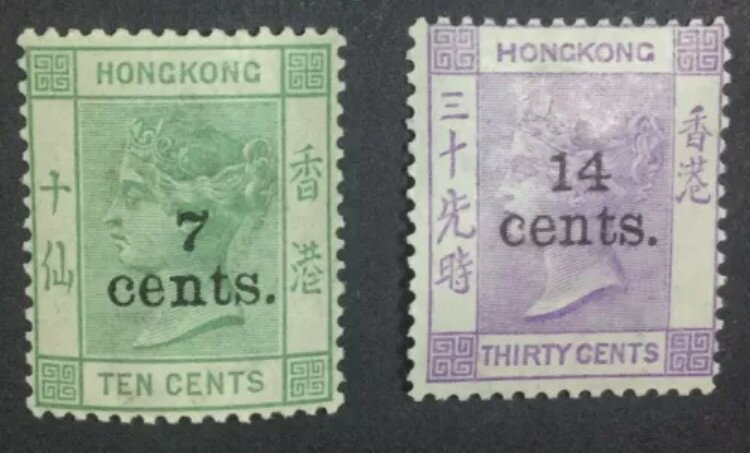 HONGKONG
十仙
香港
7
cents.
TEN CENTS
HONGKONG
三十先時
香港
14
cents.
THIRTY CENTS